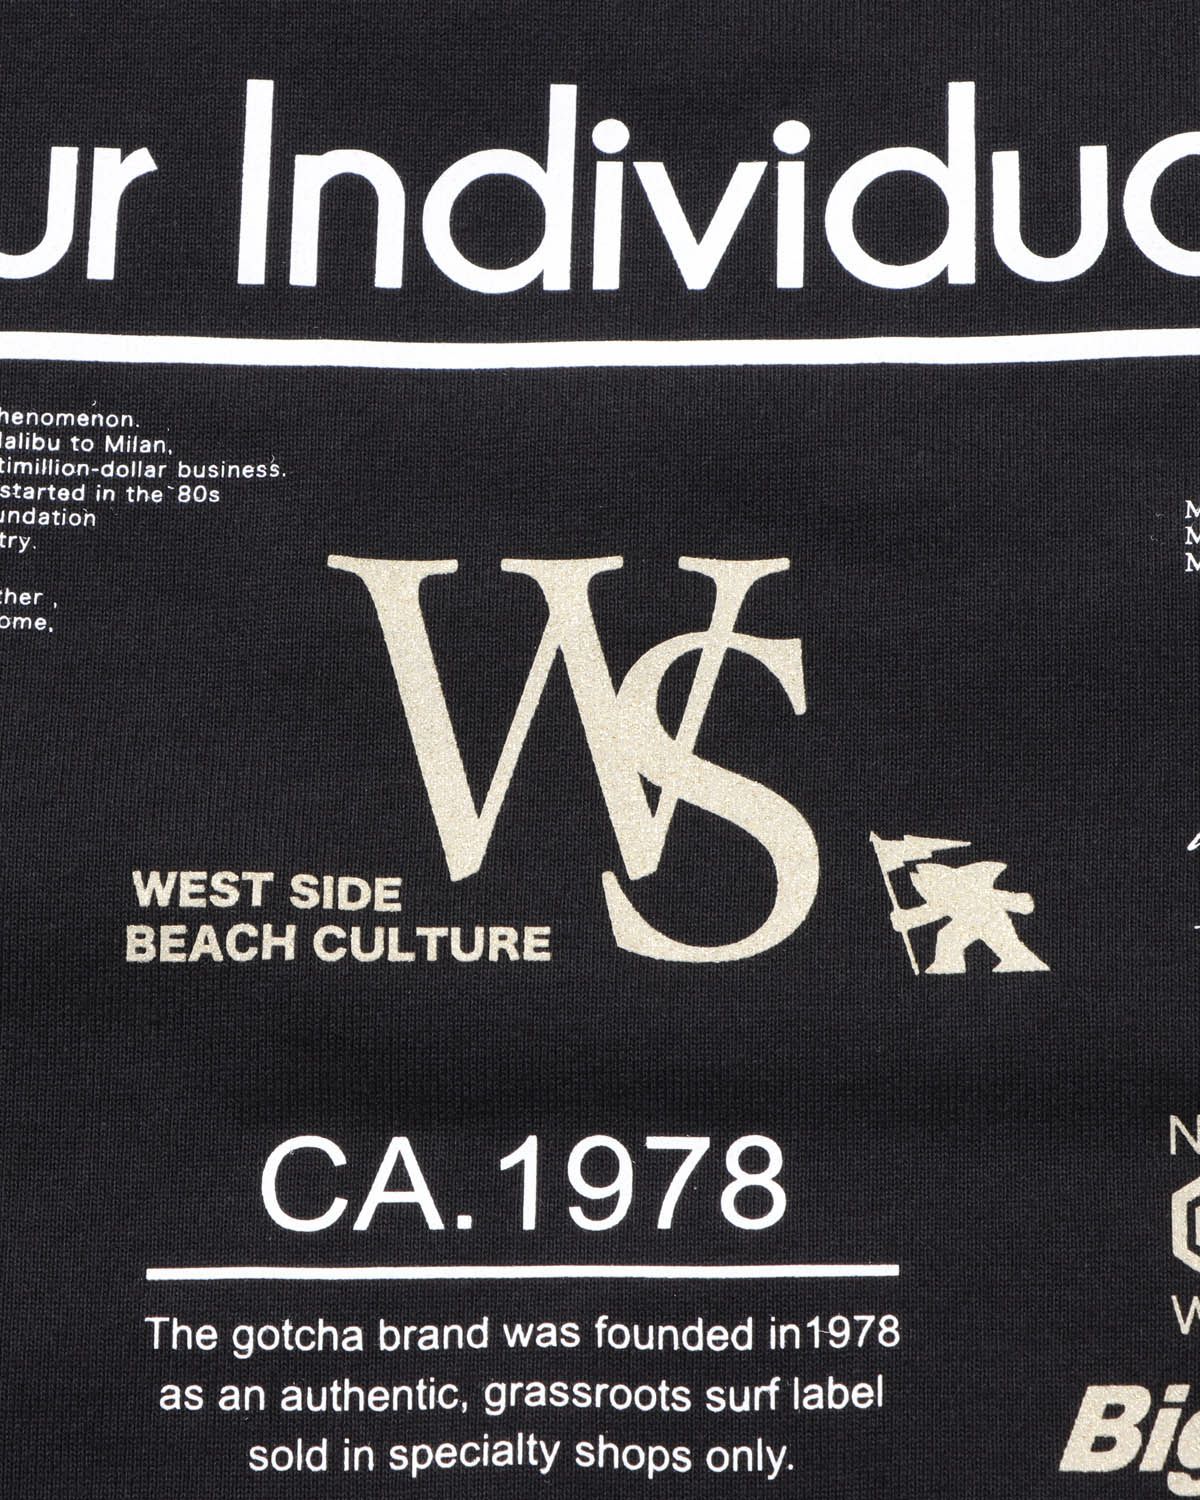 ur Individua
henomenon.
alibu to Milan,
timillion-dollar business.
started in the `80s
undation
try.
ther ,
ome,
M
M
M
WS
WEST SIDE
BEACH CULTURE
CA.1978
The gotcha brand was founded in1978
as an authentic, grassroots surf label
sold in specialty shops only.
N
W
Big